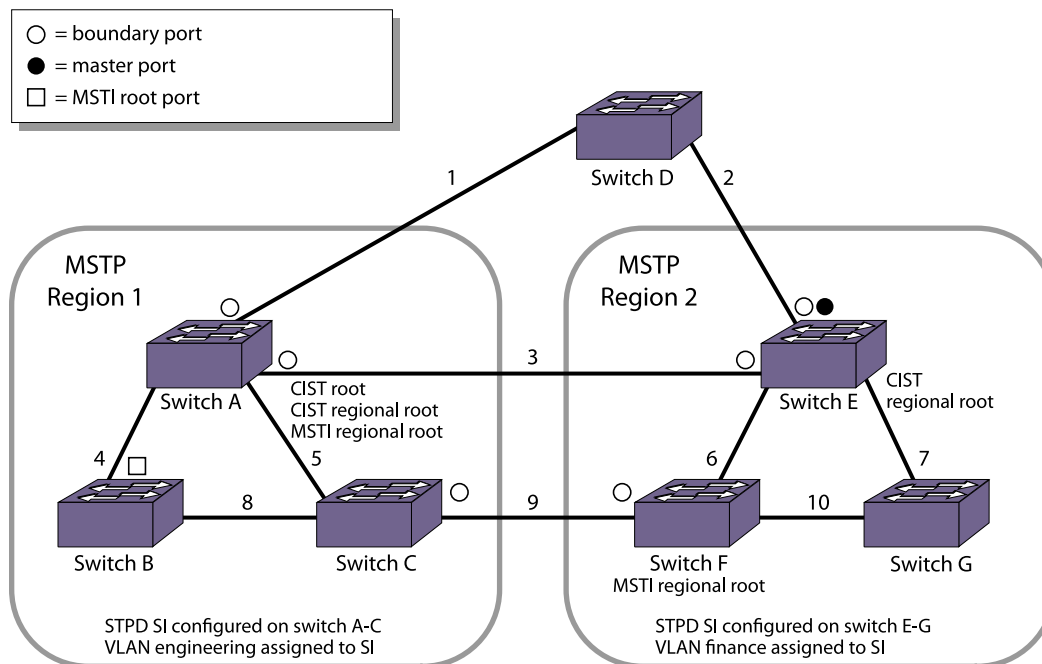 = boundary port
= master port
= MSTI root port
Switch D
1
2
MSTP
Region 1
MSTP
Region 2
3
Switch A
CIST root
CIST regional root
MSTI regional root
Switch E
CIST
regional root
4
5
6
7
8
9
10
Switch B
Switch C
Switch F
MSTI regional root
Switch G
STPD SI configured on switch A-C
VLAN engineering assigned to SI
STPD SI configured on switch E-G
VLAN finance assigned to SI